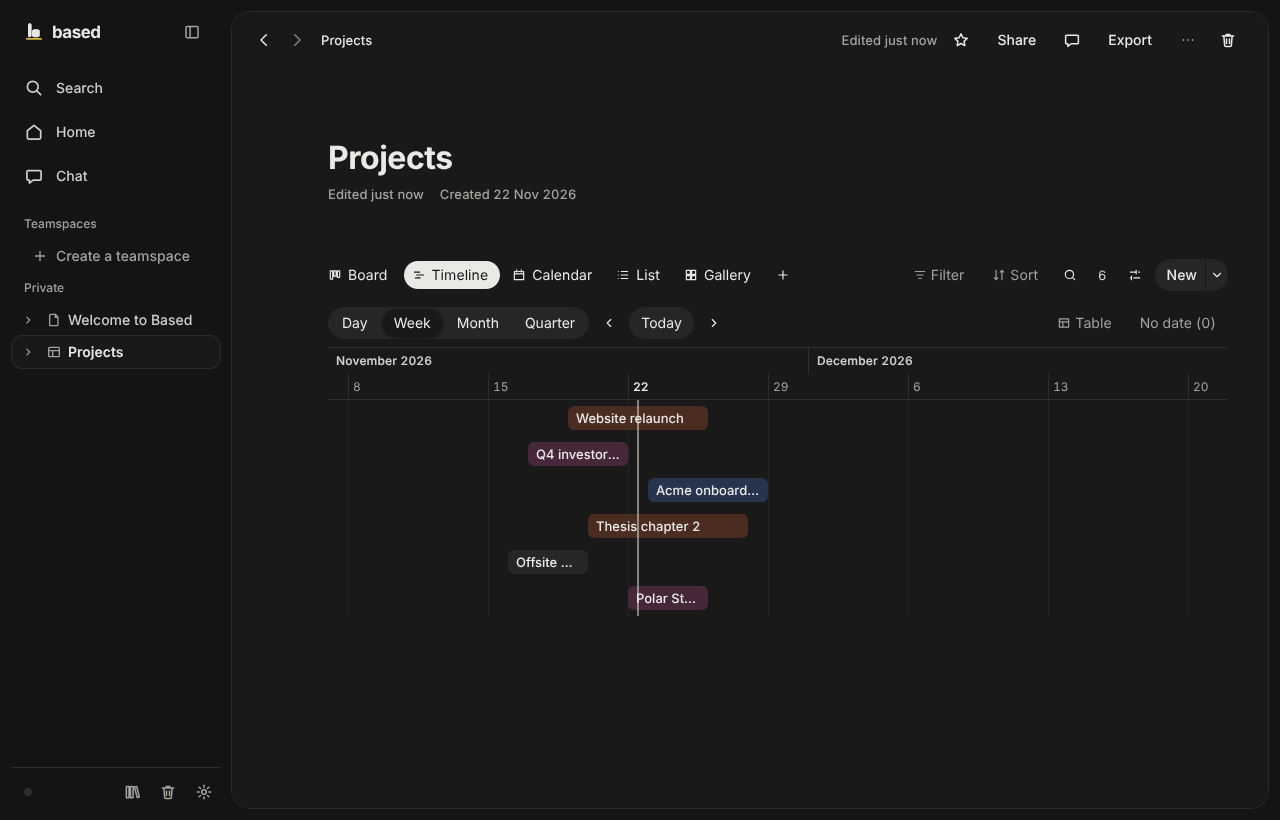 based
Search
Home
Chat
Teamspaces
Create a teamspace
Private
Welcome to Based
Projects
Projects
Edited just now
Share
Export
Projects
Edited just now Created 22 Nov 2026
Board Timeline Calendar List Gallery
Filter Sort 6 New
Day Week Month Quarter Today
Table No date (0)
November 2026 December 2026
8 15 22 29 6 13 20
Website relaunch
Q4 investor...
Acme onboard...
Thesis chapter 2
Offsite ...
Polar St...